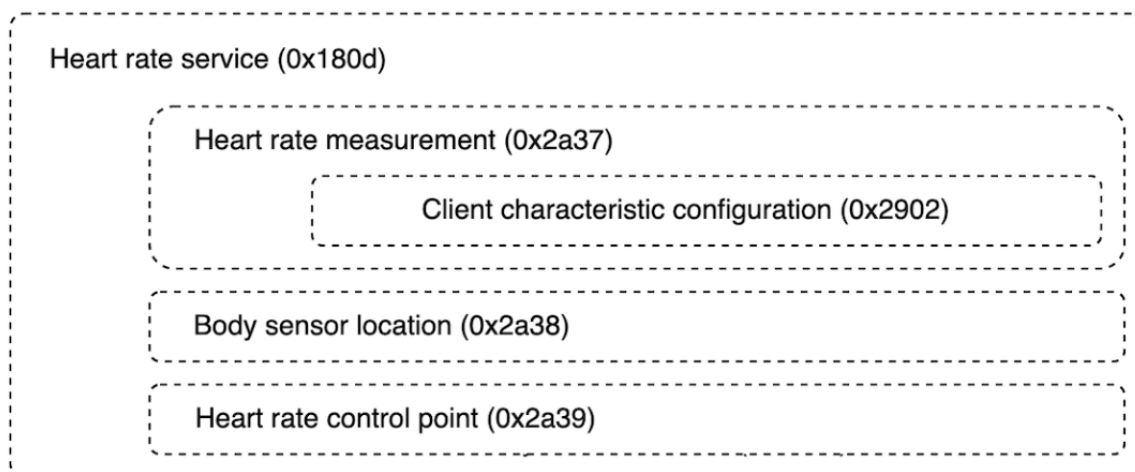 Heart rate service (0x180d)
Heart rate measurement (0x2a37)
Client characteristic configuration (0x2902)
Body sensor location (0x2a38)
Heart rate control point (0x2a39)